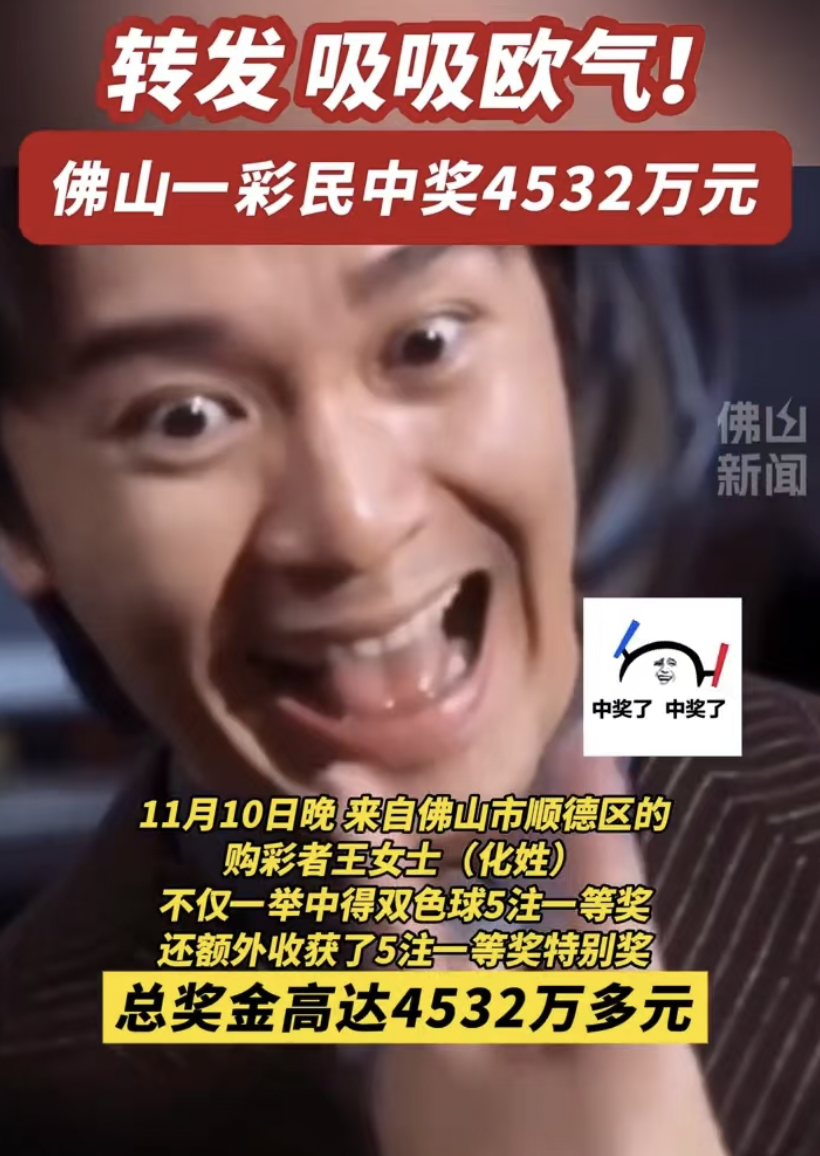 转发 吸吸欧气!
佛山一彩民中奖4532万元
佛山
新闻
中奖了 中奖了
11月10日晚 来自佛山市顺德区的
购彩者王女士（化姓）
不仅一举中得双色球5注一等奖
还额外收获了5注一等奖特别奖
总奖金高达4532万多元